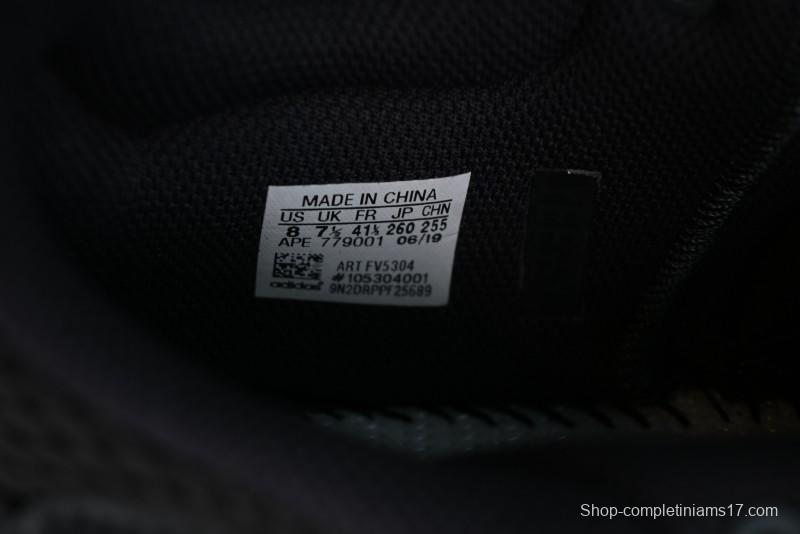 MADE IN CHINA
US UK FR JP CHN
8 7½ 41⅓ 260 255
APE 779001 06/19
ART FV5304
#105304001
adidas 9N2DRPPF25689
Shop-completiniams17.com